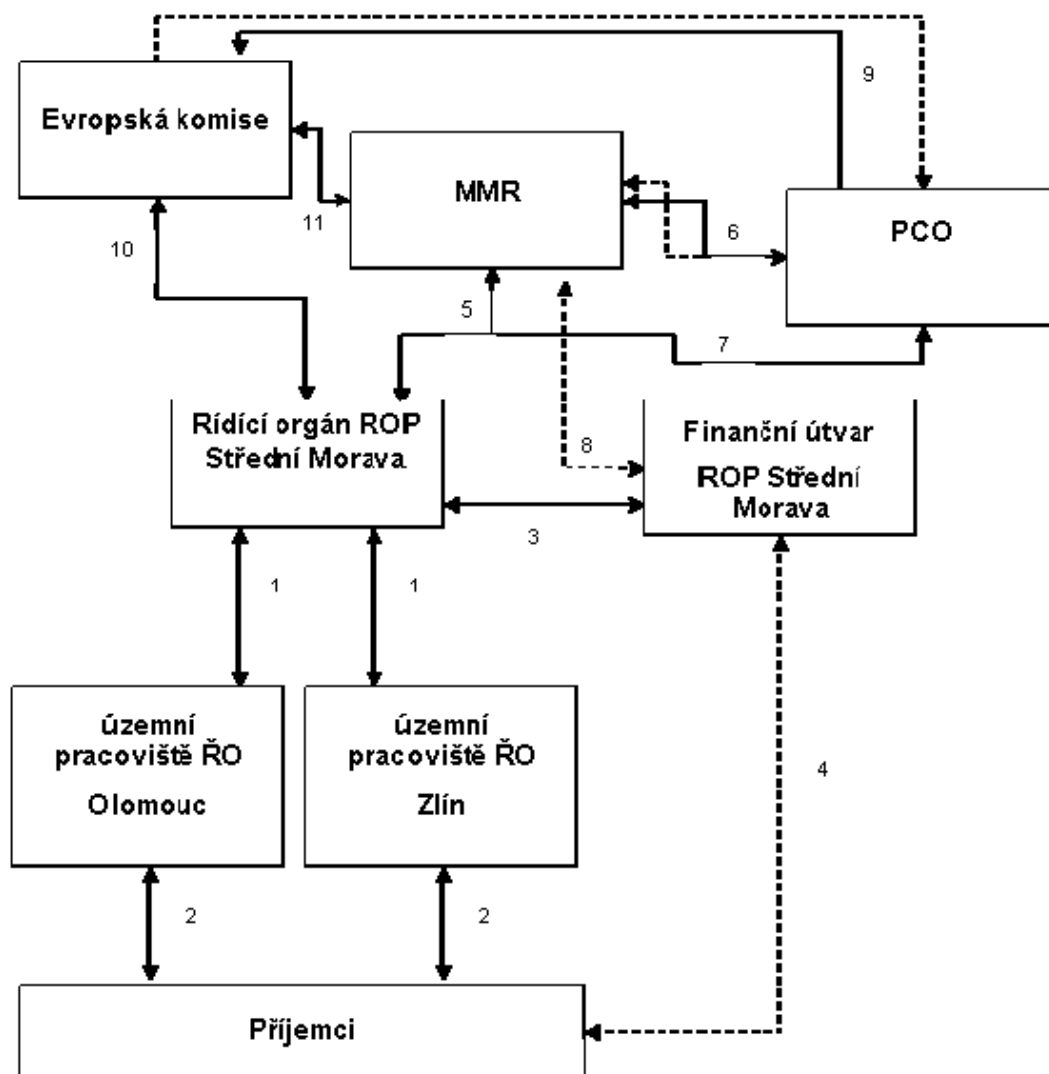 9
Evropská komise
MMR
PCO
11
6
10
5
7
Rídící orgán ROP
Střední Morava
Finanční útvar
ROP Střední
Morava
8
3
1
1
územní
pracoviště ŘO
Olomouc
územní
pracoviště ŘO
Zlín
4
2
2
Příjemci